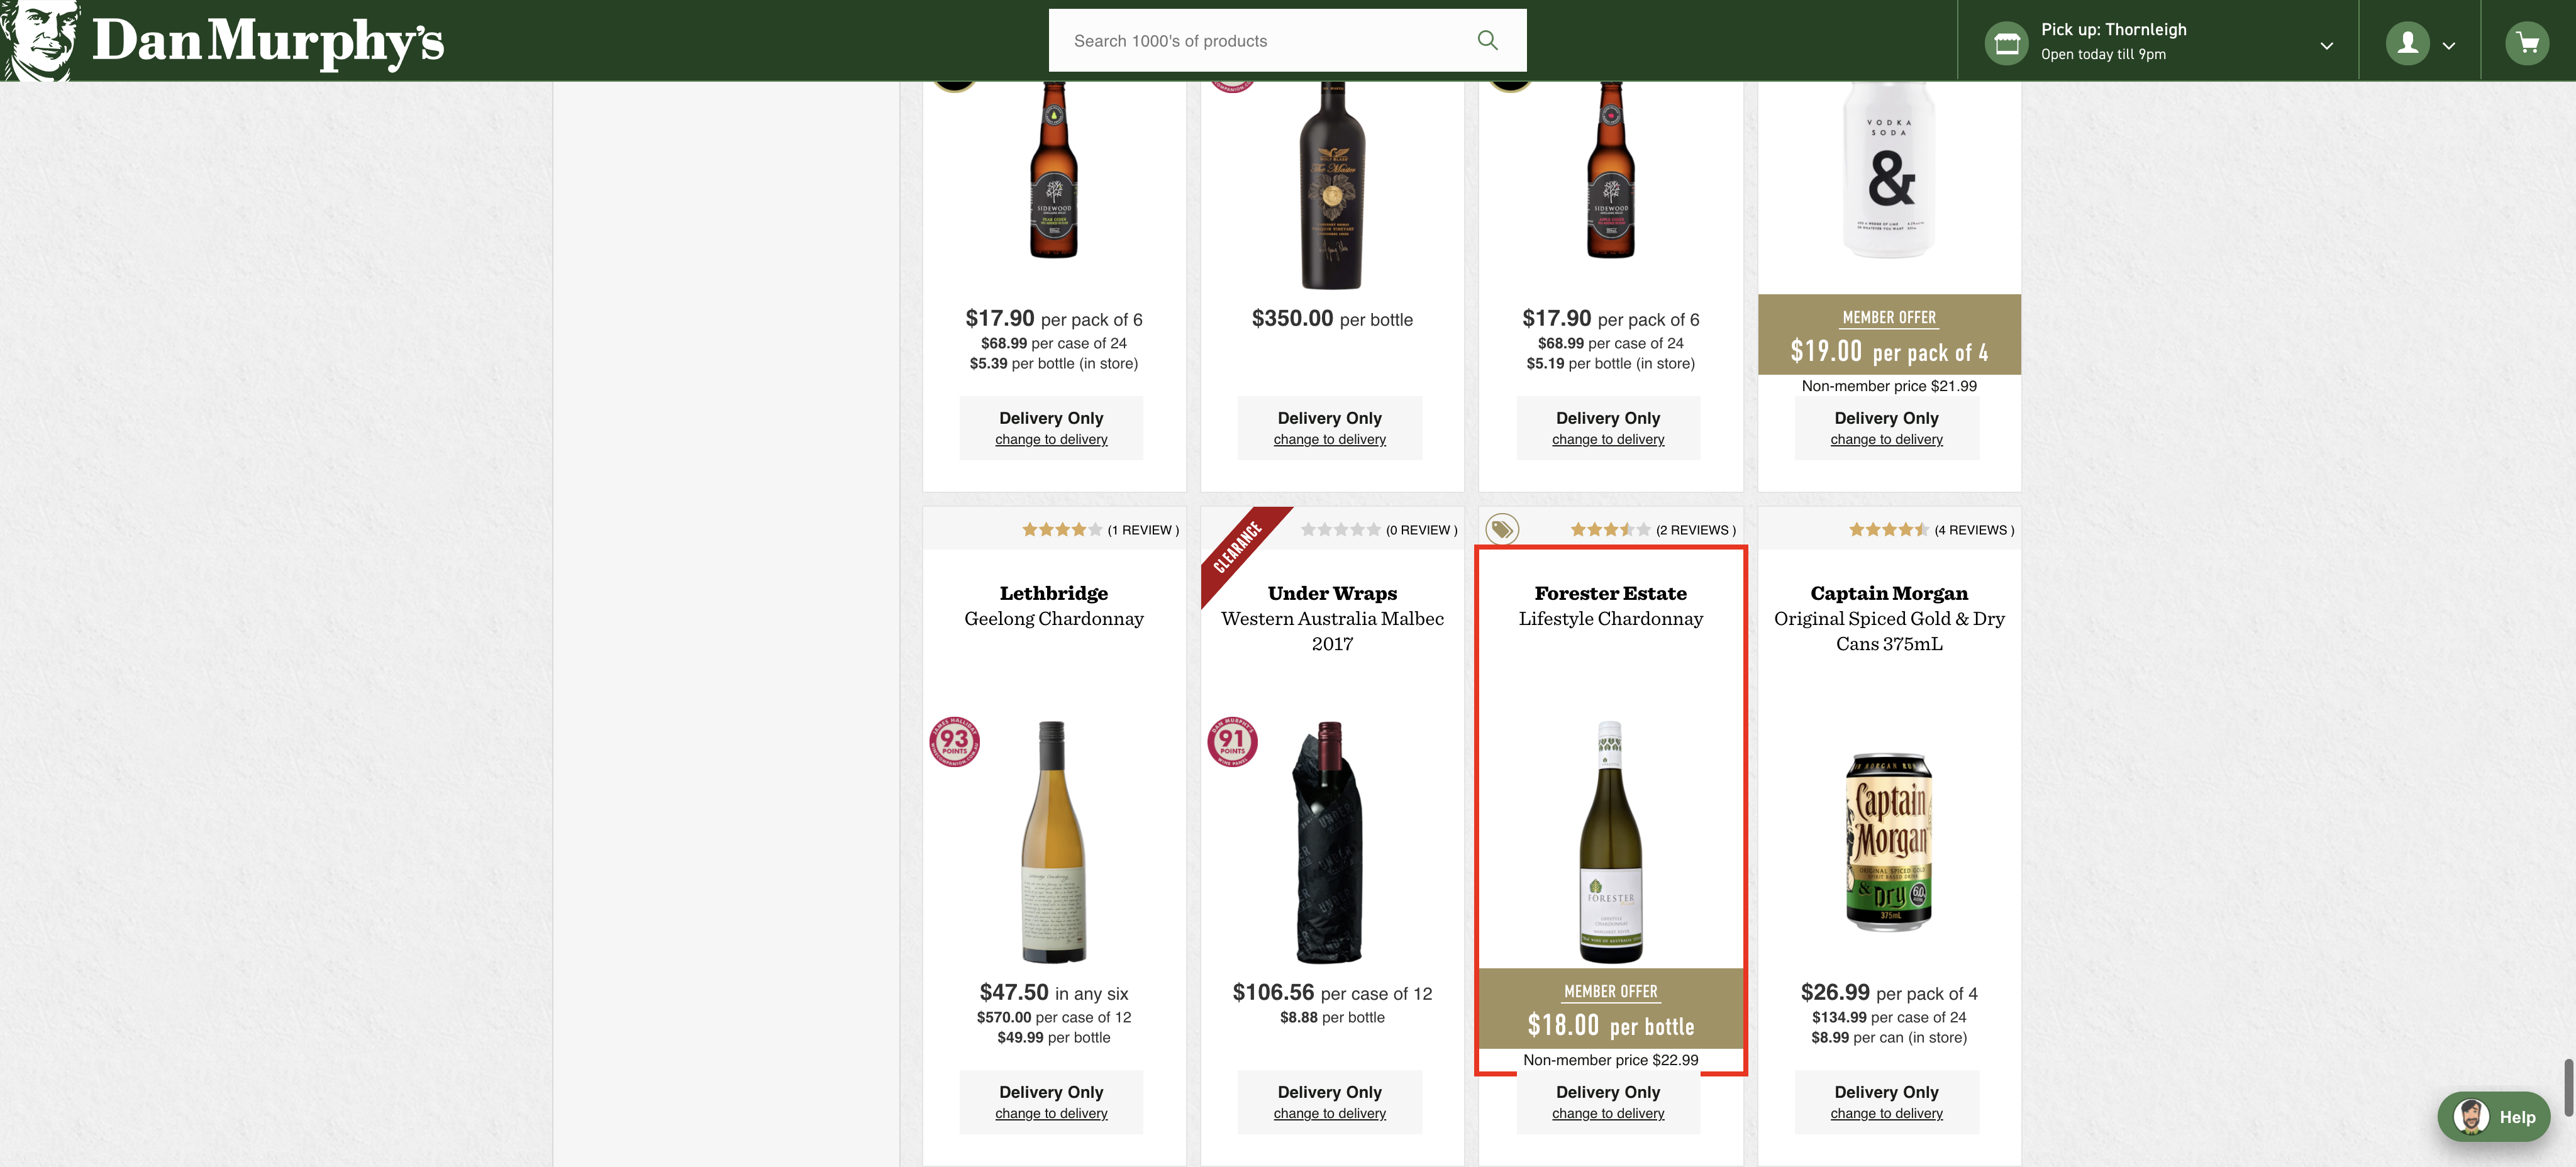 Dan Murphy's
Search 1000's of products
Pick up: Thornleigh
Open today till 9pm
SIDEWOOD
The Master
SIDEWOOD
VODKA
SODA
&
$17.90 per pack of 6
$68.99 per case of 24
$5.39 per bottle (in store)
Delivery Only
change to delivery
$350.00 per bottle
Delivery Only
change to delivery
$17.90 per pack of 6
$68.99 per case of 24
$5.19 per bottle (in store)
Delivery Only
change to delivery
MEMBER OFFER
$19.00 per pack of 4
Non-member price $21.99
Delivery Only
change to delivery
(1 REVIEW )
Lethbridge
Geelong Chardonnay
93
POINTS
$47.50 in any six
$570.00 per case of 12
$49.99 per bottle
Delivery Only
change to delivery
CLEARANCE
(0 REVIEW )
Under Wraps
Western Australia Malbec
2017
91
POINTS
$106.56 per case of 12
$8.88 per bottle
Delivery Only
change to delivery
(2 REVIEWS )
Forester Estate
Lifestyle Chardonnay
FORESTER
MEMBER OFFER
$18.00 per bottle
Non-member price $22.99
Delivery Only
change to delivery
(4 REVIEWS )
Captain Morgan
Original Spiced Gold & Dry
Cans 375mL
Captain
Morgan
ORIGINAL SPICED GOLD
& Dry
375mL
$26.99 per pack of 4
$134.99 per case of 24
$8.99 per can (in store)
Delivery Only
change to delivery
Help